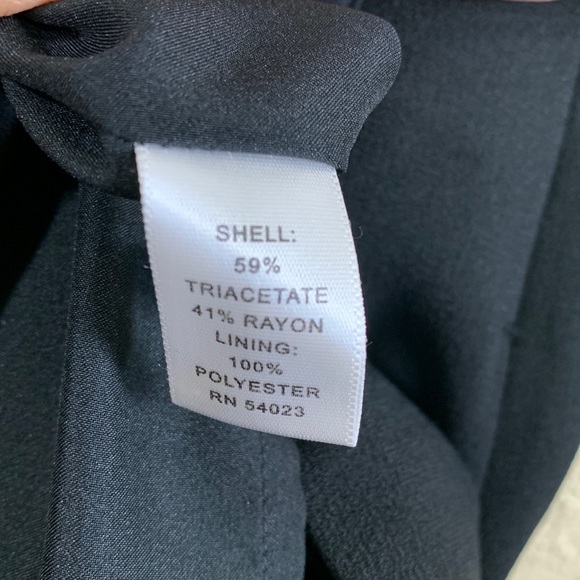 SHELL:
59%
TRIACETATE
41% RAYON
LINING:
100%
POLYESTER
RN 54023